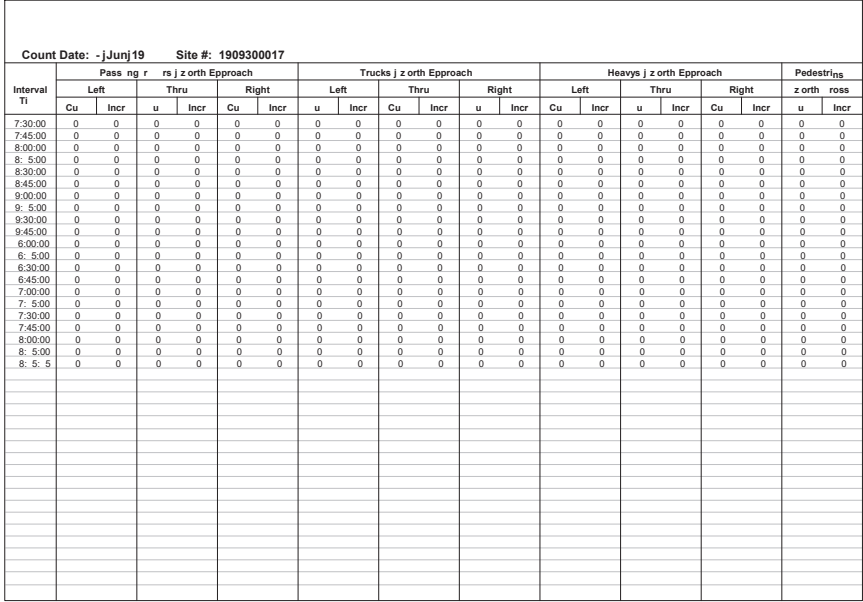 Count Date: - jJunj19 Site #: 1909300017
Pass ng r rs j z orth Epproach Trucks j z orth Epproach Heavys j z orth Epproach Pedestrins
Interval Left Thru Right Left Thru Right Left Thru Right z orth ross
Ti Cu Incr u Incr Cu Incr u Incr Cu Incr u Incr Cu Incr u Incr Cu Incr u Incr
7:30:00 0 0 0 0 0 0 0 0 0 0 0 0 0 0 0 0 0 0 0 0
7:45:00 0 0 0 0 0 0 0 0 0 0 0 0 0 0 0 0 0 0 0 0
8:00:00 0 0 0 0 0 0 0 0 0 0 0 0 0 0 0 0 0 0 0 0
8: 5:00 0 0 0 0 0 0 0 0 0 0 0 0 0 0 0 0 0 0 0 0
8:30:00 0 0 0 0 0 0 0 0 0 0 0 0 0 0 0 0 0 0 0 0
8:45:00 0 0 0 0 0 0 0 0 0 0 0 0 0 0 0 0 0 0 0 0
9:00:00 0 0 0 0 0 0 0 0 0 0 0 0 0 0 0 0 0 0 0 0
9: 5:00 0 0 0 0 0 0 0 0 0 0 0 0 0 0 0 0 0 0 0 0
9:30:00 0 0 0 0 0 0 0 0 0 0 0 0 0 0 0 0 0 0 0 0
9:45:00 0 0 0 0 0 0 0 0 0 0 0 0 0 0 0 0 0 0 0 0
6:00:00 0 0 0 0 0 0 0 0 0 0 0 0 0 0 0 0 0 0 0 0
6: 5:00 0 0 0 0 0 0 0 0 0 0 0 0 0 0 0 0 0 0 0 0
6:30:00 0 0 0 0 0 0 0 0 0 0 0 0 0 0 0 0 0 0 0 0
6:45:00 0 0 0 0 0 0 0 0 0 0 0 0 0 0 0 0 0 0 0 0
7:00:00 0 0 0 0 0 0 0 0 0 0 0 0 0 0 0 0 0 0 0 0
7: 5:00 0 0 0 0 0 0 0 0 0 0 0 0 0 0 0 0 0 0 0 0
7:30:00 0 0 0 0 0 0 0 0 0 0 0 0 0 0 0 0 0 0 0 0
7:45:00 0 0 0 0 0 0 0 0 0 0 0 0 0 0 0 0 0 0 0 0
8:00:00 0 0 0 0 0 0 0 0 0 0 0 0 0 0 0 0 0 0 0 0
8: 5:00 0 0 0 0 0 0 0 0 0 0 0 0 0 0 0 0 0 0 0 0
8: 5: 5 0 0 0 0 0 0 0 0 0 0 0 0 0 0 0 0 0 0 0 0